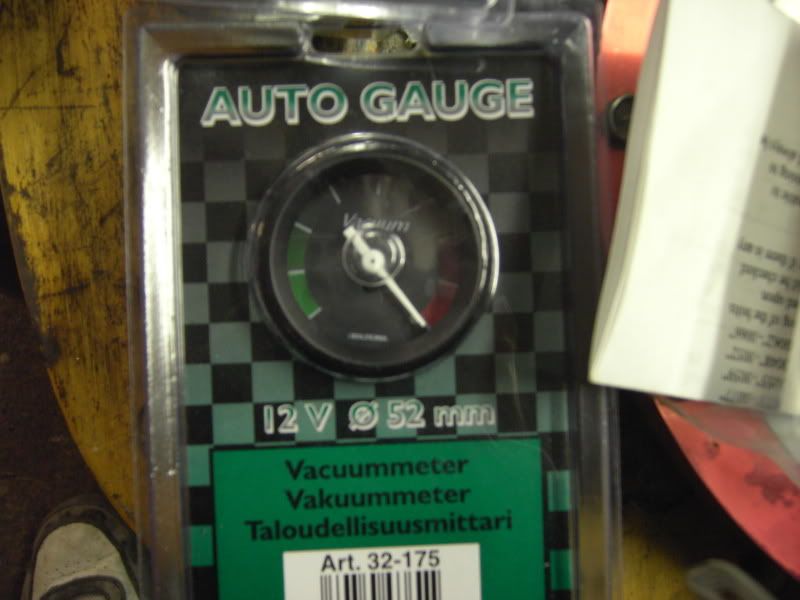 AUTO GAUGE
Vacuum
12 V Ø 52 mm
Vacuummeter
Vakuummeter
Taloudellisuusmittari
Art. 32-175